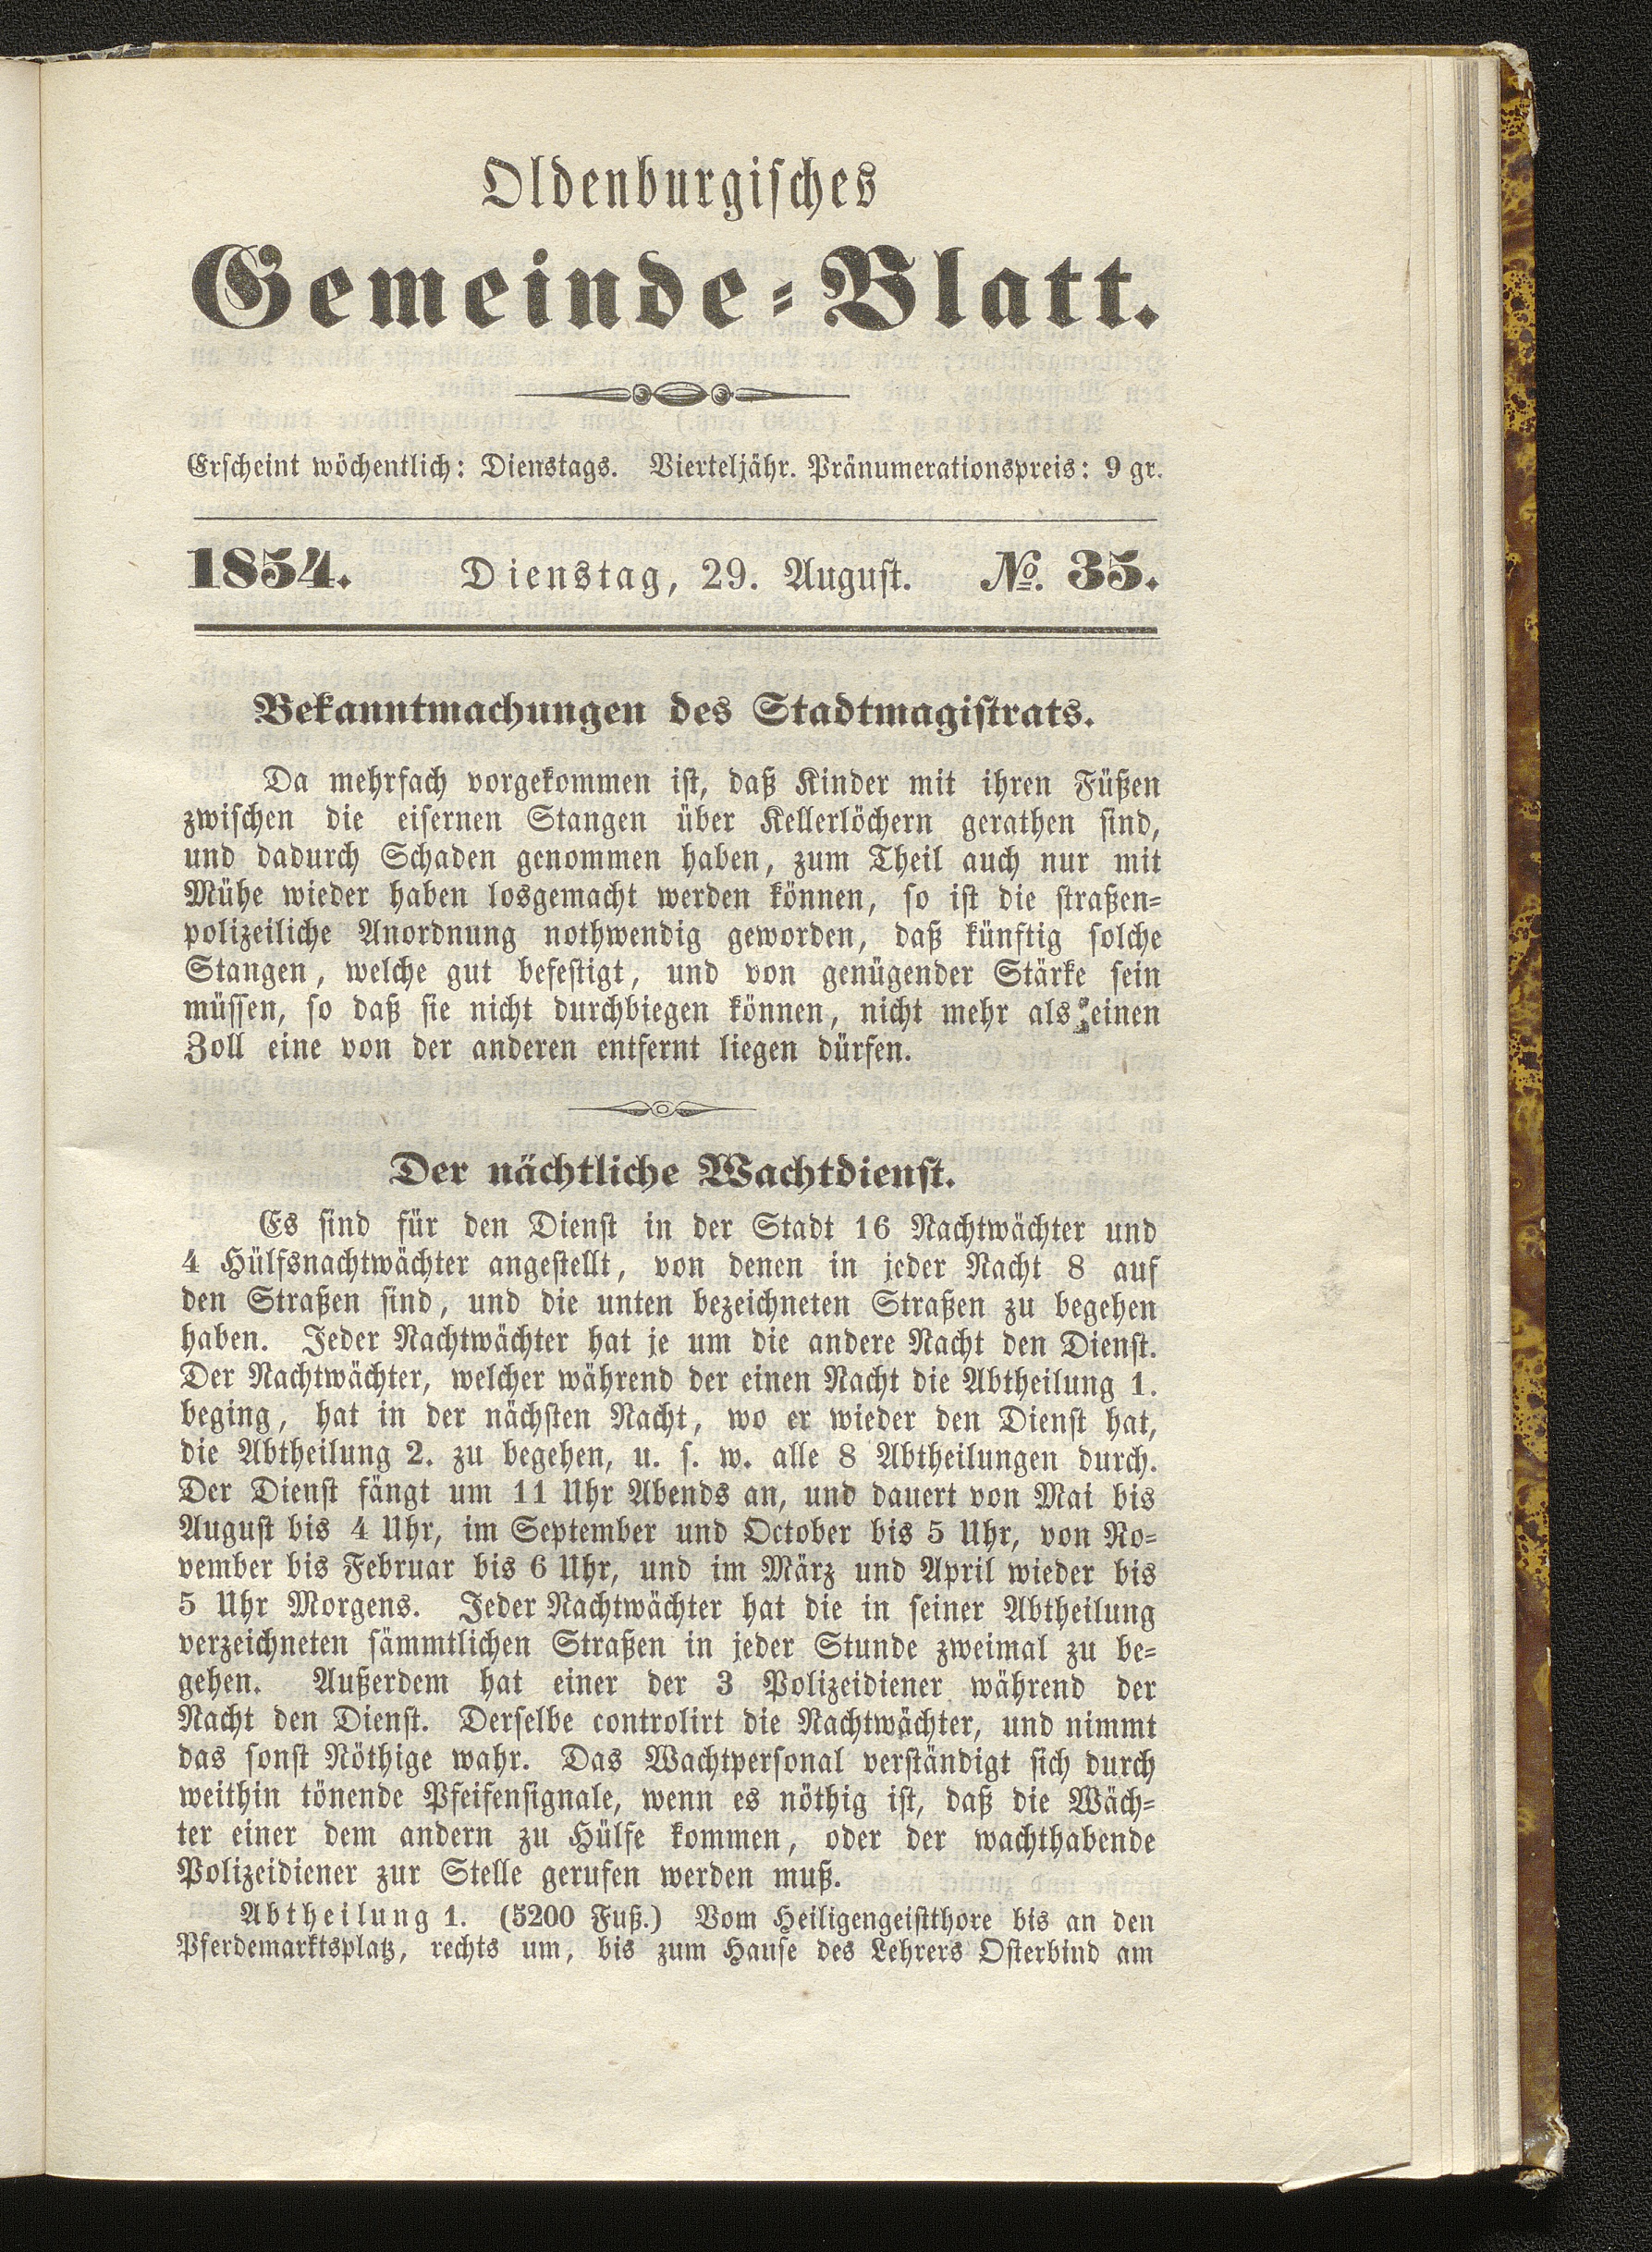 Oldenburgisches
Gemeinde-Blatt.
Erscheint wöchentlich: Dienstags. Vierteljähr. Pränumerationspreis: 9 gr.
1854. Dienstag, 29. August. №. 35.
Bekanntmachungen des Stadtmagistrats.
Da mehrfach vorgekommen ist, daß Kinder mit ihren Füßen
zwischen die eisernen Stangen über Kellerlöchern gerathen sind,
und dadurch Schaden genommen haben, zum Theil auch nur mit
Mühe wieder haben losgemacht werden können, so ist die straßen-
polizeiliche Anordnung nothwendig geworden, daß künftig solche
Stangen, welche gut befestigt, und von genügender Stärke sein
müssen, so daß sie nicht durchbiegen können, nicht mehr als einen
Zoll eine von der anderen entfernt liegen dürfen.
Der nächtliche Wachtdienst.
Es sind für den Dienst in der Stadt 16 Nachtwächter und
4 Hülfsnachtwächter angestellt, von denen in jeder Nacht 8 auf
den Straßen sind, und die unten bezeichneten Straßen zu begehen
haben. Jeder Nachtwächter hat je um die andere Nacht den Dienst.
Der Nachtwächter, welcher während der einen Nacht die Abtheilung 1.
beging, hat in der nächsten Nacht, wo er wieder den Dienst hat,
die Abtheilung 2. zu begehen, u. s. w. alle 8 Abtheilungen durch.
Der Dienst fängt um 11 Uhr Abends an, und dauert von Mai bis
August bis 4 Uhr, im September und October bis 5 Uhr, von No-
vember bis Februar bis 6 Uhr, und im März und April wieder bis
5 Uhr Morgens. Jeder Nachtwächter hat die in seiner Abtheilung
verzeichneten sämmtlichen Straßen in jeder Stunde zweimal zu be-
gehen. Außerdem hat einer der 3 Polizeidiener während der
Nacht den Dienst. Derselbe controlirt die Nachtwächter, und nimmt
das sonst Nöthige wahr. Das Wachtpersonal verständigt sich durch
weithin tönende Pfeifensignale, wenn es nöthig ist, daß die Wäch-
ter einer dem andern zu Hülfe kommen, oder der wachthabende
Polizeidiener zur Stelle gerufen werden muß.
Abtheilung 1. (5200 Fuß.) Vom Heiligengeistthore bis an den
Pferdemarktsplatz, rechts um, bis zum Hause des Lehrers Osterbind am